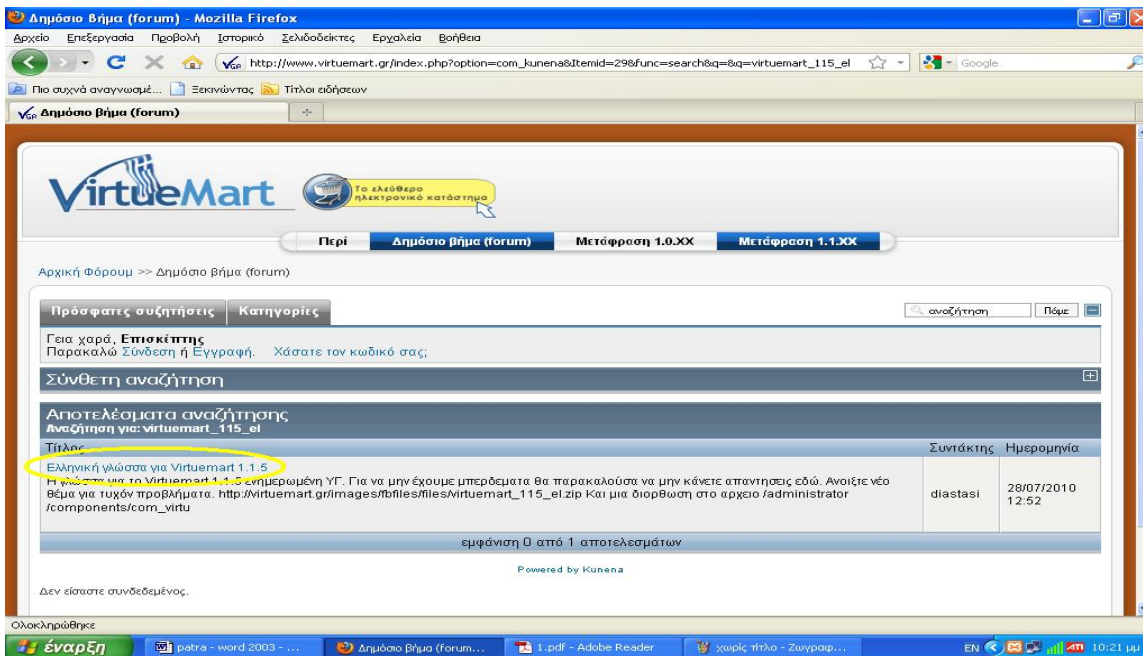 Δημόσιο Βήμα (forum) - Mozilla Firefox
Αρχείο Επεξεργασία Προβολή Ιστορικό Σελιδοδείκτες Εργαλεία Βοήθεια
http://www.virtuemart.gr/index.php?option=com_kunena&Itemid=29&func=search&q=&q=virtuemart_115_el
Google
Πιο συχνά αναγνωσμέ... Ξεκινώντας Τίτλοι ειδήσεων
VGR Δημόσιο Βήμα (forum)
VirtueMart
Το ελεύθερο
ηλεκτρονικό κατάστημα
Περί Δημόσιο Βήμα (forum) Μετάφραση 1.0.XX Μετάφραση 1.1.XX
Αρχική Φόρουμ >> Δημόσιο Βήμα (forum)
Πρόσφατες συζητήσεις Κατηγορίες αναζήτηση Πάμε
Γεια χαρά, Επισκέπτης
Παρακαλώ Σύνδεση ή Εγγραφή. Χάσατε τον κωδικό σας;
Σύνθετη αναζήτηση
Αποτελέσματα αναζήτησης
Αναζήτηση για: virtuemart_115_el
Τίτλος Συντάκτης Ημερομηνία
Ελληνική γλώσσα για Virtuemart 1.1.5
Η γλώσσα για το Virtuemart 1.1.5 ενημερωμένη ΥΓ. Για να μην έχουμε μπερδεματα θα παρακαλούσα να μην κάνετε απαντησεις εδώ. Ανοιξτε νέο
θέμα για τυχόν προβλήματα. http://virtuemart.gr/images/fbfiles/files/virtuemart_115_el.zip Και μια διορθωση στο αρχειο /administrator
/components/com_virtu
diastasi
28/07/2010
12:52
εμφάνιση 0 από 1 αποτελεσμάτων
Powered by Kunena
Δεν είσαστε συνδεδεμένος.
Ολοκληρώθηκε
έναρξη patra - word 2003 - ... Δημόσιο Βήμα (forum... 1.pdf - Adobe Reader χωρίς τίτλο - Ζωγραφ... EN 10:21 μμ